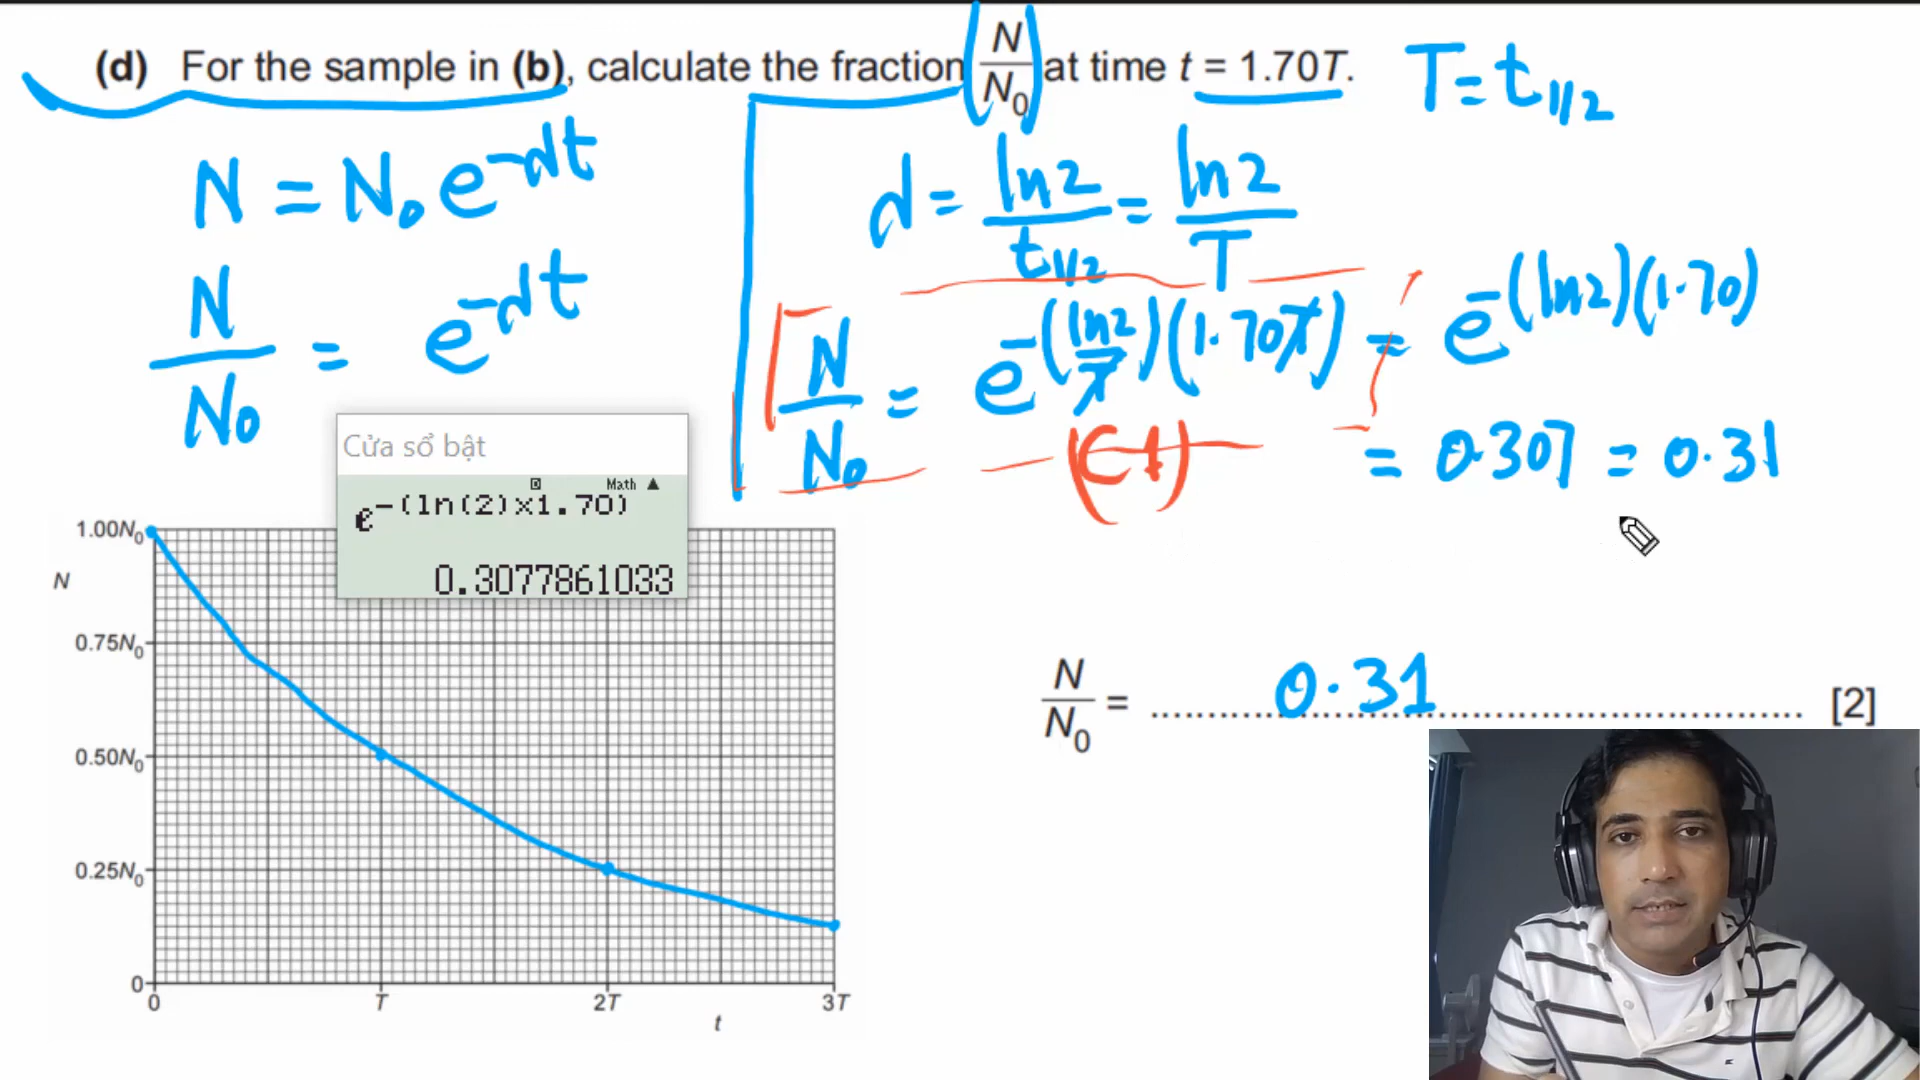 (d) For the sample in (b), calculate the fraction N/N₀ at time t = 1.70T.
T = t₁/₂
N = N₀ e^-λt
λ = ln2/t₁/₂ = ln2/T
N/N₀ = e^-λt
N/N₀ = e^-(ln2/T)(1.70T) = e^-(ln2)(1.70)
(C1)
= 0.307 = 0.31
Cửa sổ bật
D Math ▲
e^-(ln(2)×1.70)
0.3077861033
1.00N₀
N
0.75N₀
0.50N₀
0.25N₀
0
0 T 2T 3T
t
N/N₀ = 0.31 [2]